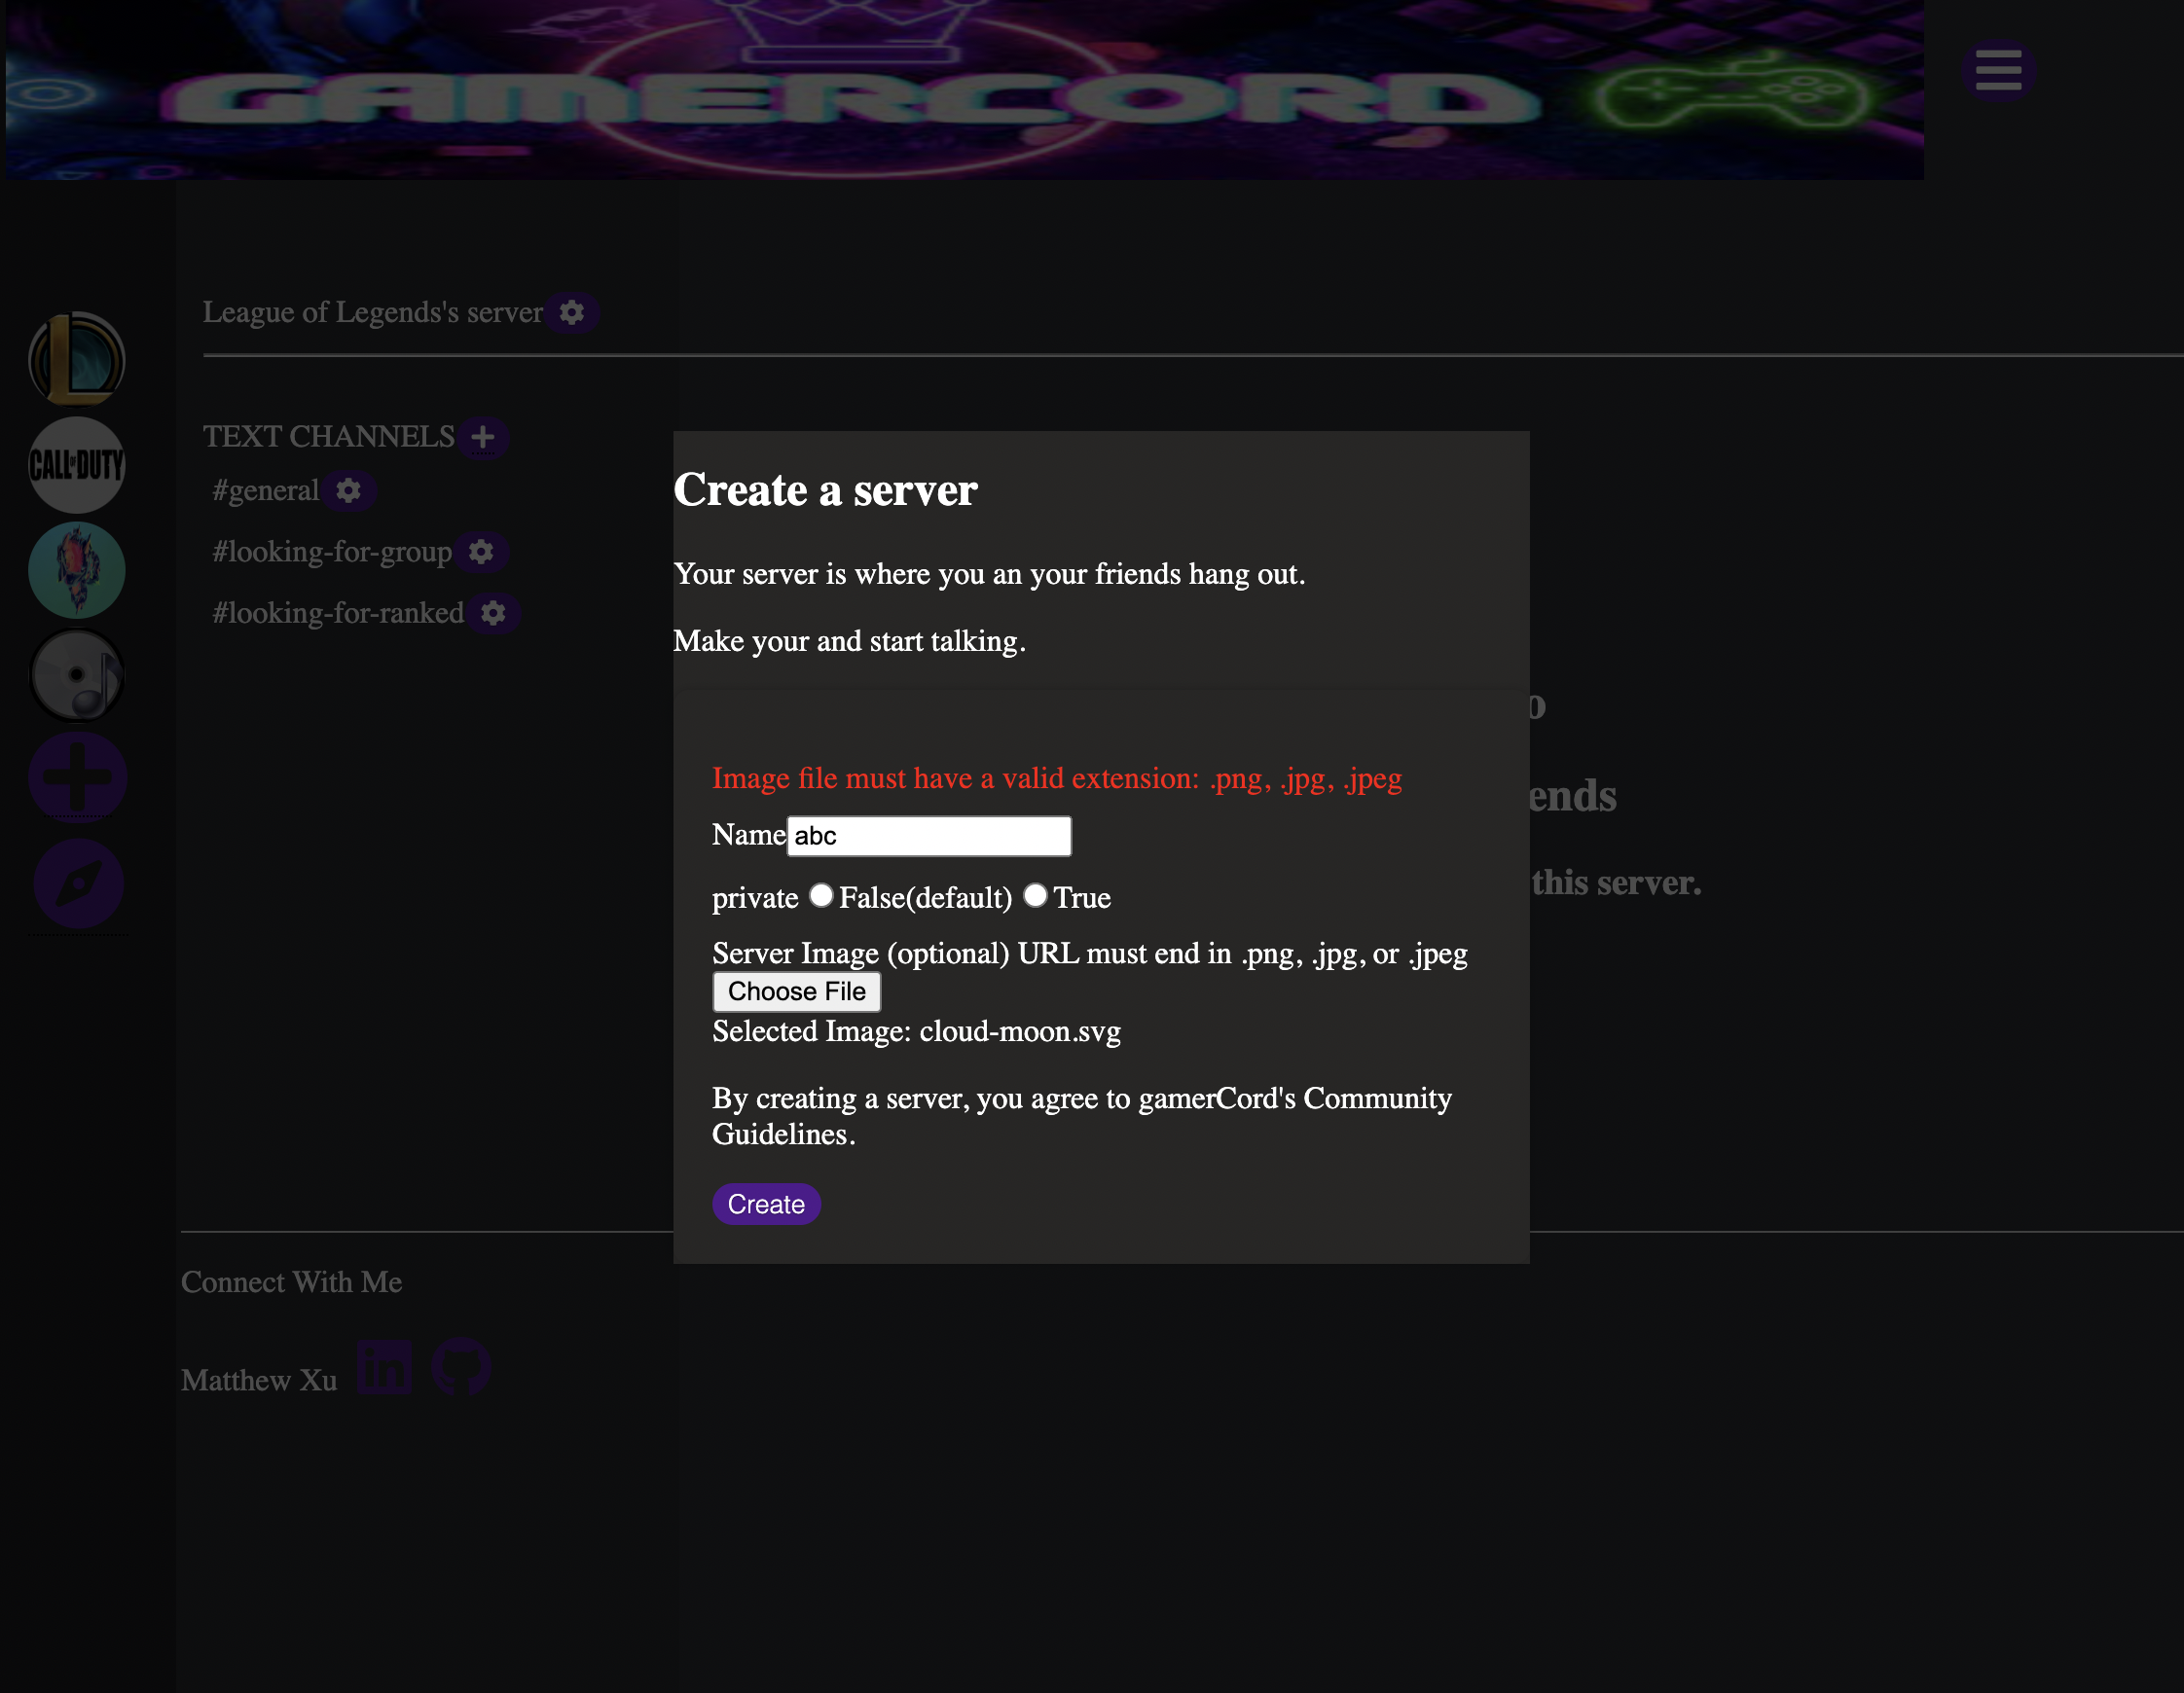 GAMERCORD
League of Legends's server
CALL OF DUTY
TEXT CHANNELS
#general
#looking-for-group
#looking-for-ranked
Create a server
Your server is where you an your friends hang out.
Make your and start talking.
o
ends
this server.
Image file must have a valid extension: .png, .jpg, .jpeg
Name abc
private False(default) True
Server Image (optional) URL must end in .png, .jpg, or .jpeg
Choose File
Selected Image: cloud-moon.svg
By creating a server, you agree to gamerCord's Community
Guidelines.
Create
Connect With Me
Matthew Xu in